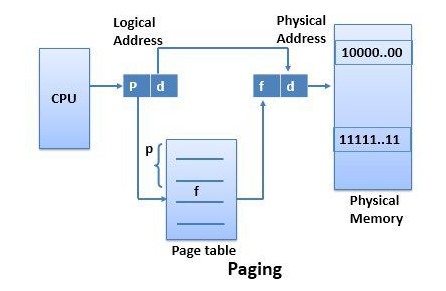 Logical
Address
Physical
Address
CPU
P d
f d
10000..00
11111..11
p
f
Page table
Physical
Memory
Paging